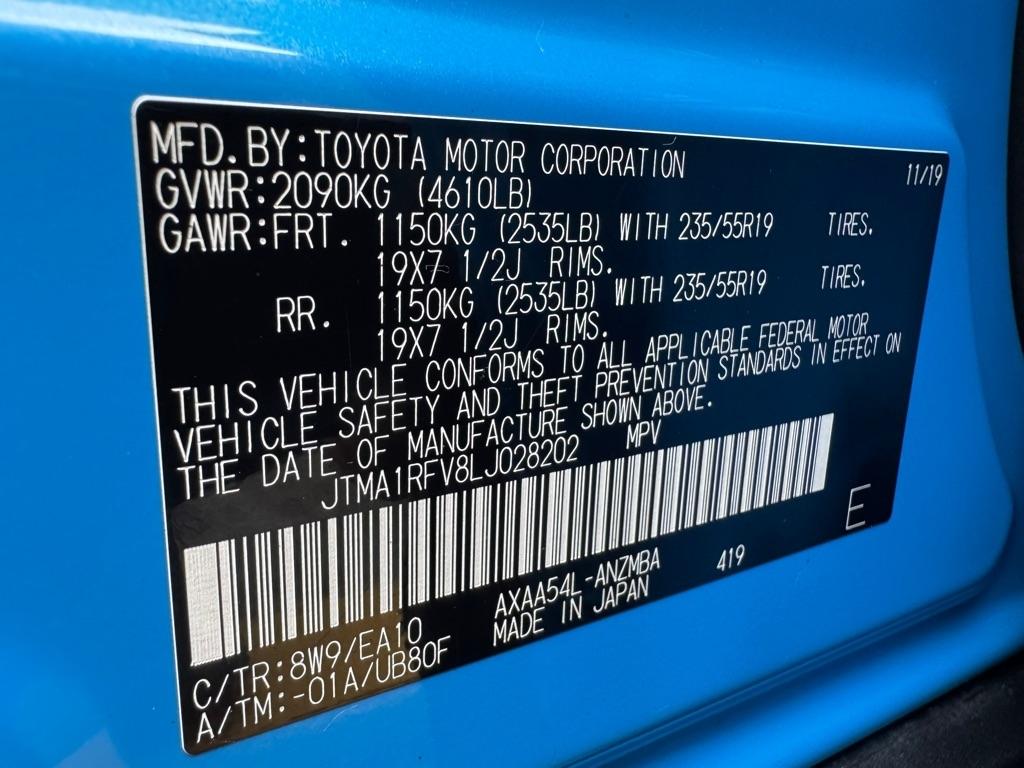 MFD.BY:TOYOTA MOTOR CORPORATION 11/19
GVWR:2090KG (4610LB)
GAWR:FRT. 1150KG (2535LB) WITH 235/55R19 TIRES.
19X7 1/2J RIMS.
RR. 1150KG (2535LB) WITH 235/55R19 TIRES.
19X7 1/2J RIMS.
THIS VEHICLE CONFORMS TO ALL APPLICABLE FEDERAL MOTOR
VEHICLE SAFETY AND THEFT PREVENTION STANDARDS IN EFFECT ON
THE DATE OF MANUFACTURE SHOWN ABOVE.
JTMA1RFV8LJ028202 MPV
E
C/TR:8W9/EA10 AXAA54L-ANZMBA 419
A/TM:-01A/UB80F MADE IN JAPAN